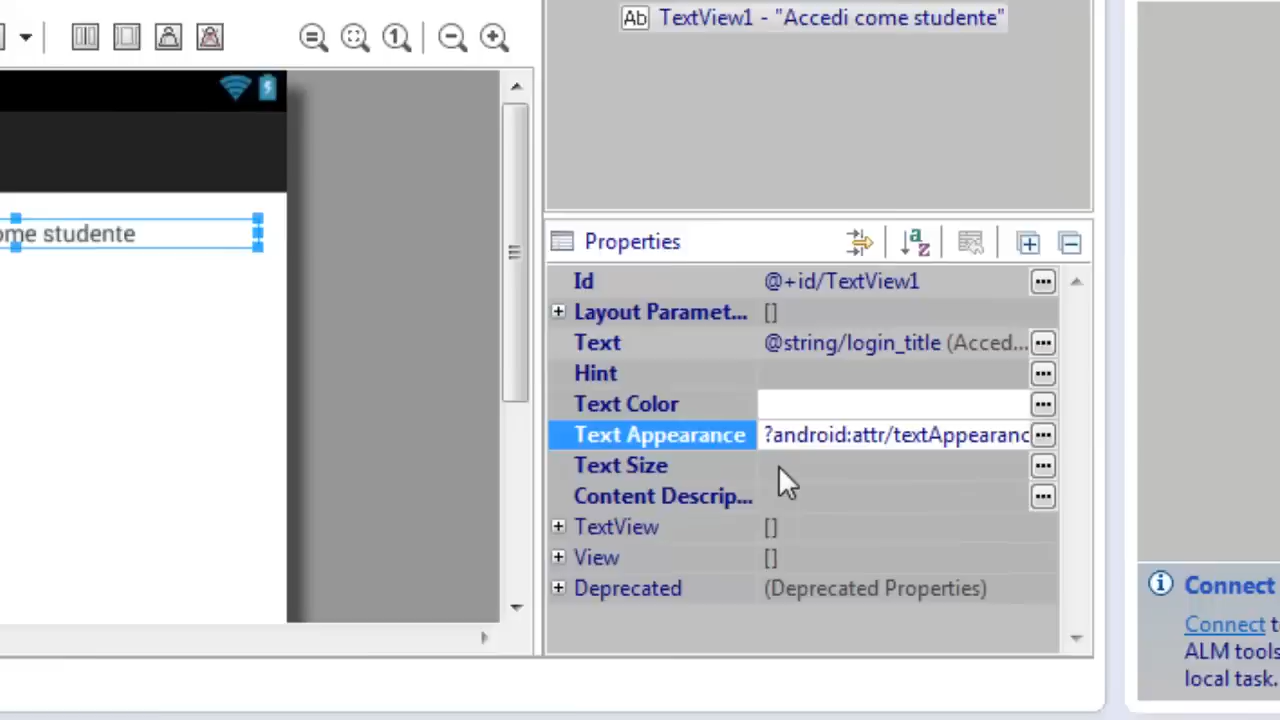 Ab TextView1 - "Accedi come studente"
1
ome studente
Properties
a
z
Id @+id/TextView1
Layout Paramet... []
Text @string/login_title (Acced...
Hint
Text Color
Text Appearance ?android:attr/textAppearanc
Text Size
Content Descrip...
TextView []
View []
Deprecated (Deprecated Properties)
Connect
Connect t
ALM tools
local task.